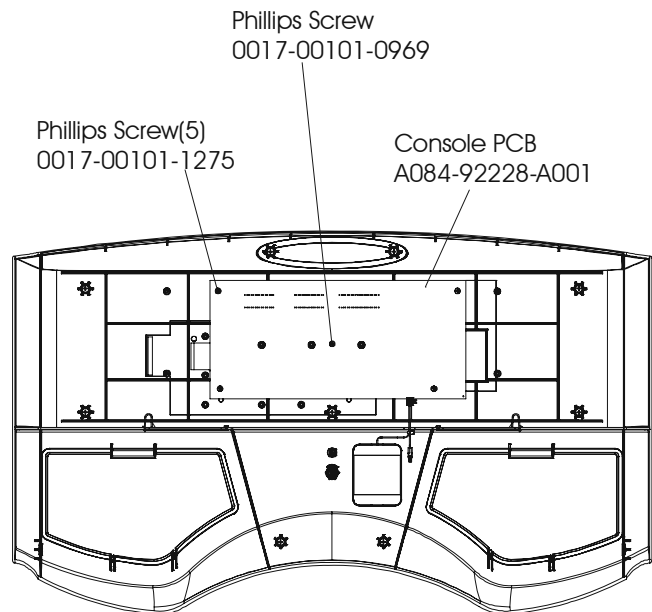 Phillips Screw
0017-00101-0969
Phillips Screw(5)
0017-00101-1275
Console PCB
A084-92228-A001